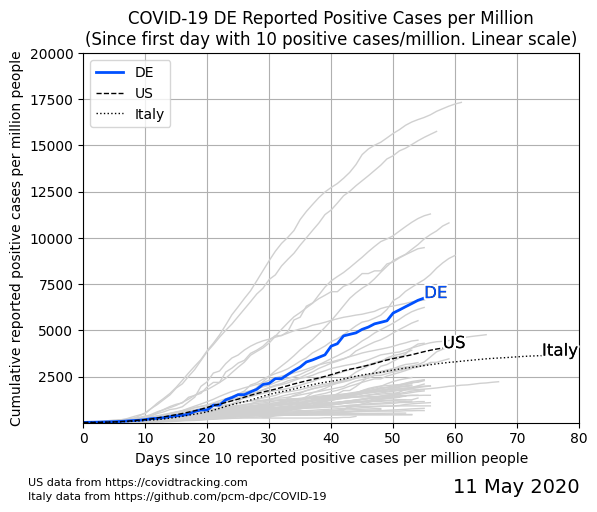 COVID-19 DE Reported Positive Cases per Million
(Since first day with 10 positive cases/million. Linear scale)
Cumulative reported positive cases per million people
20000
17500
15000
12500
10000
7500
5000
2500
DE
US
Italy
DE
US
Italy
0 10 20 30 40 50 60 70 80
Days since 10 reported positive cases per million people
US data from https://covidtracking.com
Italy data from https://github.com/pcm-dpc/COVID-19
11 May 2020